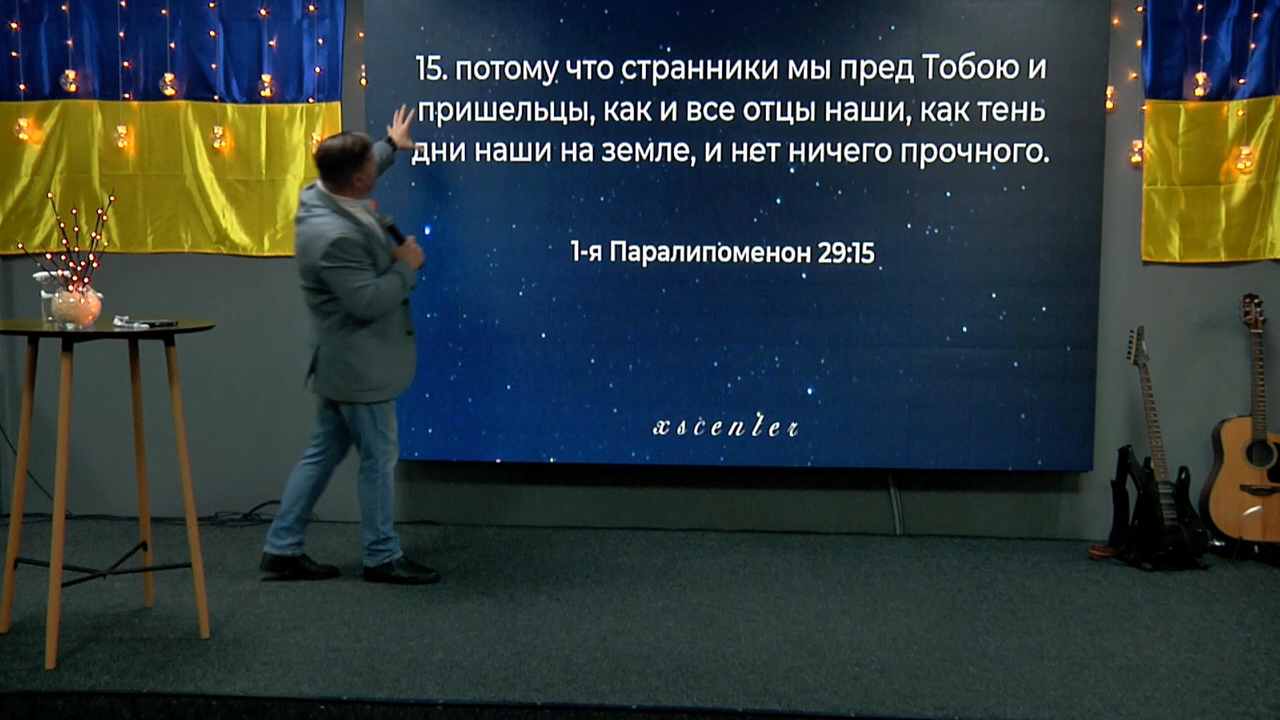 15. потому что странники мы пред Тобою и
пришельцы, как и все отцы наши, как тень
дни наши на земле, и нет ничего прочного.
1-я Паралипоменон 29:15
xscenter